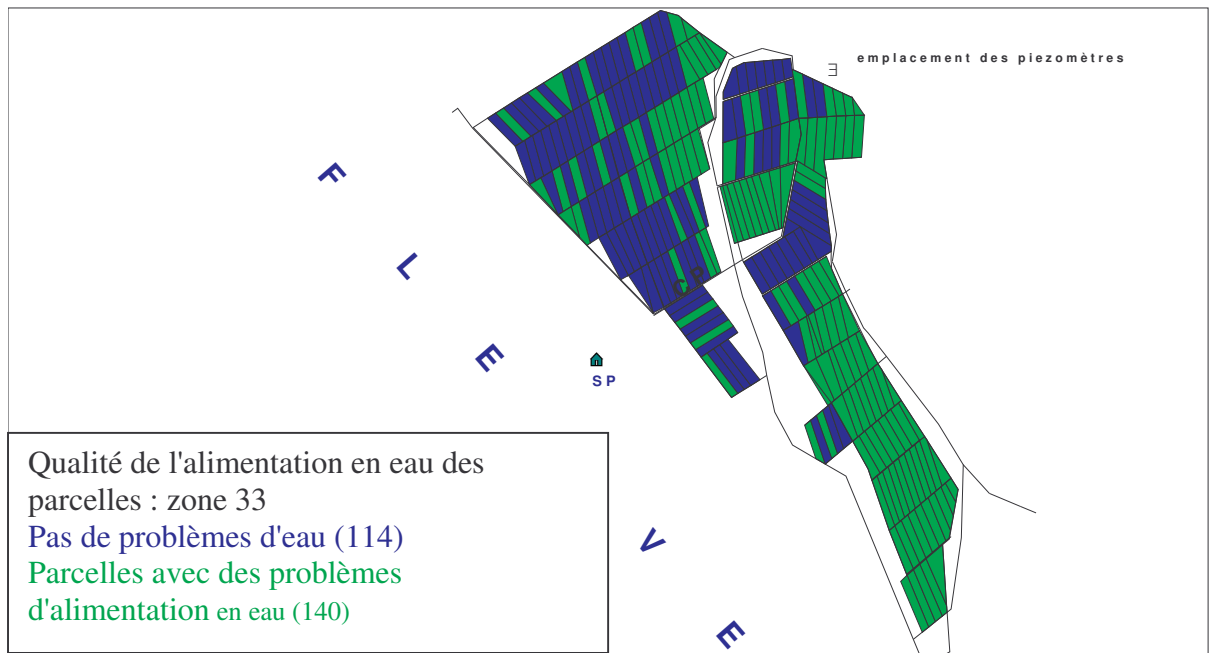 emplacement des piezomètres
F
L
E
V
E
SP
Qualité de l'alimentation en eau des
parcelles : zone 33
Pas de problèmes d'eau (114)
Parcelles avec des problèmes
d'alimentation en eau (140)